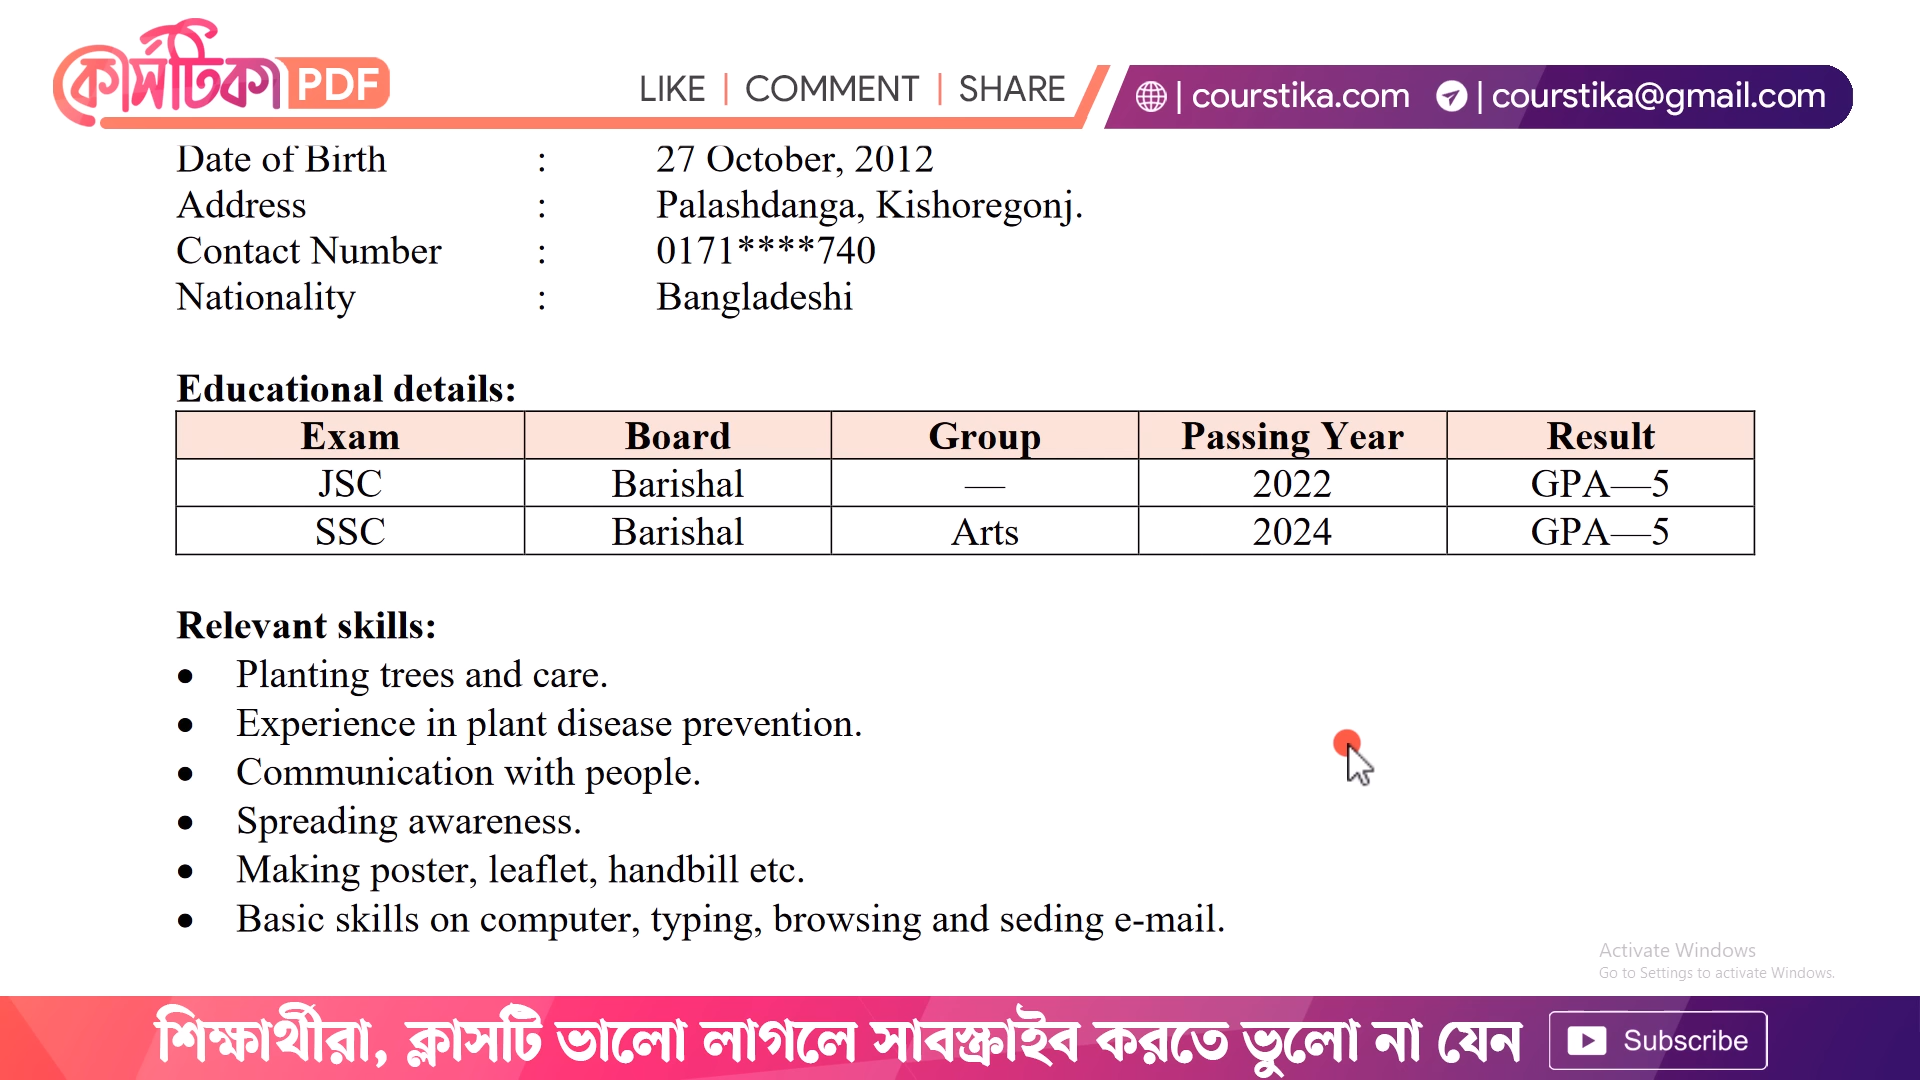 কোর্সটিকা PDF
LIKE | COMMENT | SHARE
| courstika.com | courstika@gmail.com
Date of Birth : 27 October, 2012
Address : Palashdanga, Kishoregonj.
Contact Number : 0171****740
Nationality : Bangladeshi
Educational details:
Exam Board Group Passing Year Result
JSC Barishal — 2022 GPA—5
SSC Barishal Arts 2024 GPA—5
Relevant skills:
• Planting trees and care.
• Experience in plant disease prevention.
• Communication with people.
• Spreading awareness.
• Making poster, leaflet, handbill etc.
• Basic skills on computer, typing, browsing and seding e-mail.
Activate Windows
Go to Settings to activate Windows.
শিক্ষার্থীরা, ক্লাসটি ভালো লাগলে সাবস্ক্রাইব করতে ভুলো না যেন
Subscribe